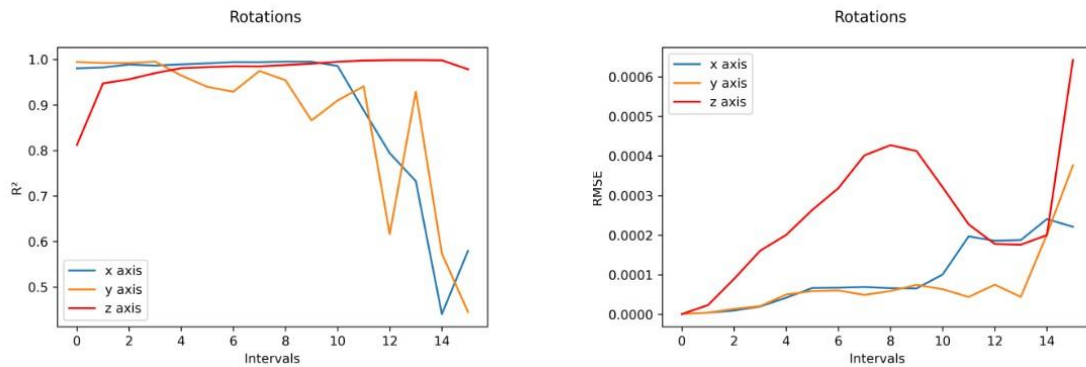 Rotations
1.0
0.9
0.8
0.7
0.6
0.5
R²
x axis
y axis
z axis
0 2 4 6 8 10 12 14
Intervals
Rotations
x axis
y axis
z axis
0.0006
0.0005
0.0004
0.0003
0.0002
0.0001
0.0000
RMSE
0 2 4 6 8 10 12 14
Intervals